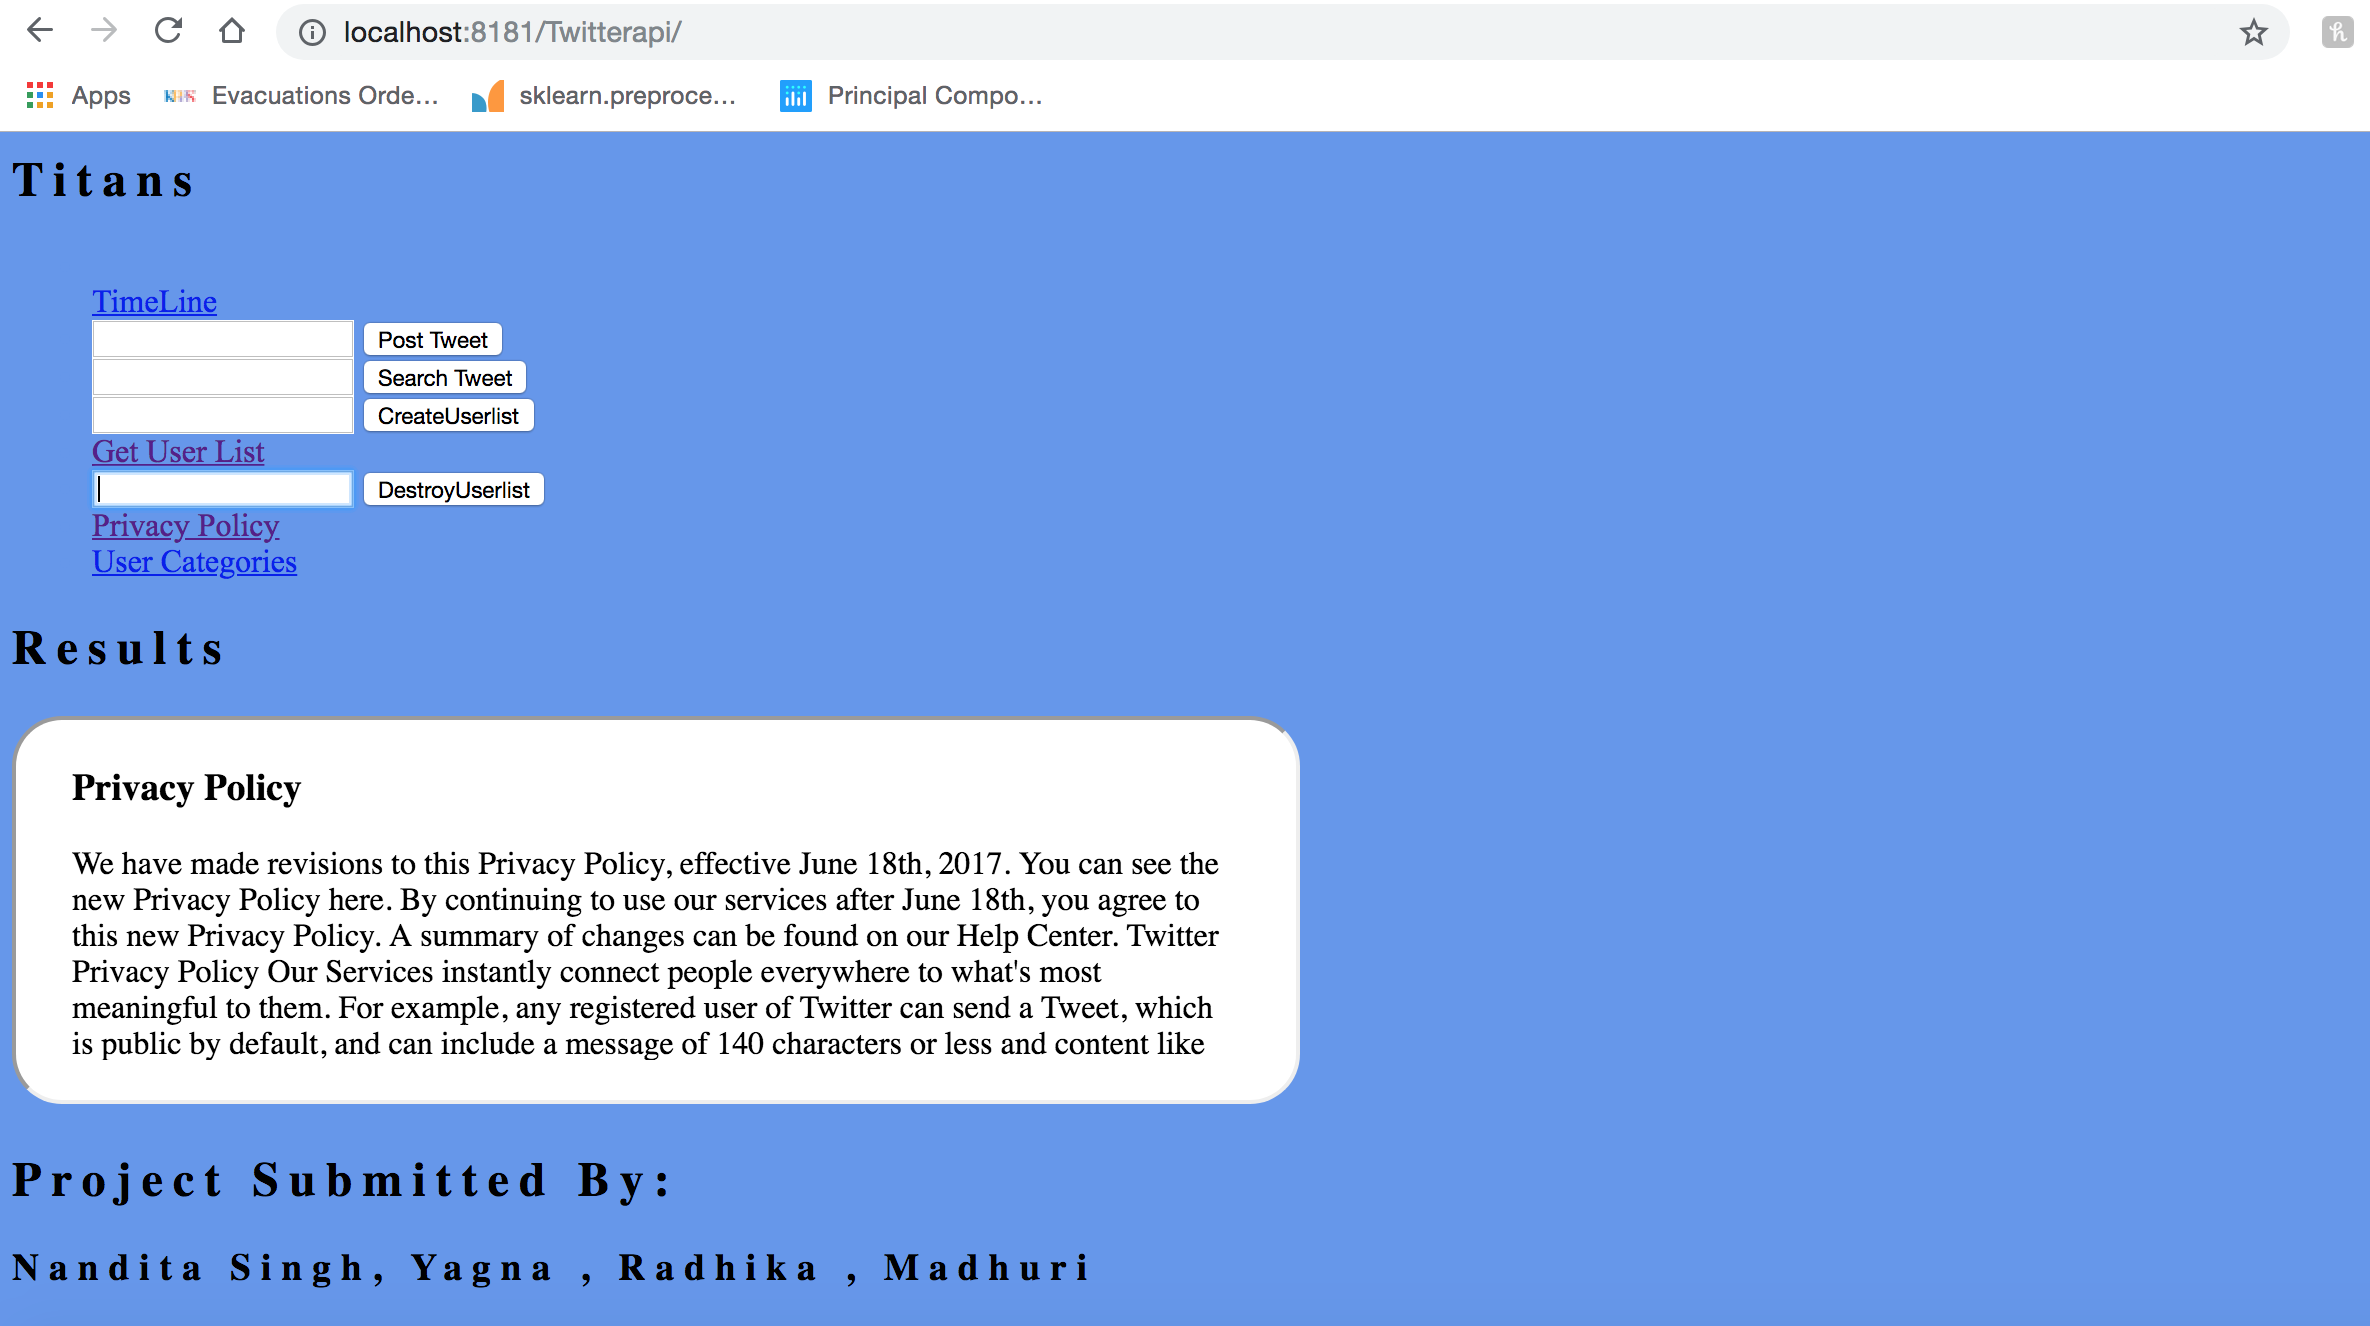 localhost:8181/Twitterapi/
Apps Evacuations Orde... sklearn.preproce... Principal Compo...
Titans
TimeLine
Post Tweet
Search Tweet
CreateUserlist
Get User List
DestroyUserlist
Privacy Policy
User Categories
Results
Privacy Policy
We have made revisions to this Privacy Policy, effective June 18th, 2017. You can see the
new Privacy Policy here. By continuing to use our services after June 18th, you agree to
this new Privacy Policy. A summary of changes can be found on our Help Center. Twitter
Privacy Policy Our Services instantly connect people everywhere to what's most
meaningful to them. For example, any registered user of Twitter can send a Tweet, which
is public by default, and can include a message of 140 characters or less and content like
Project Submitted By:
Nandita Singh, Yagna , Radhika , Madhuri